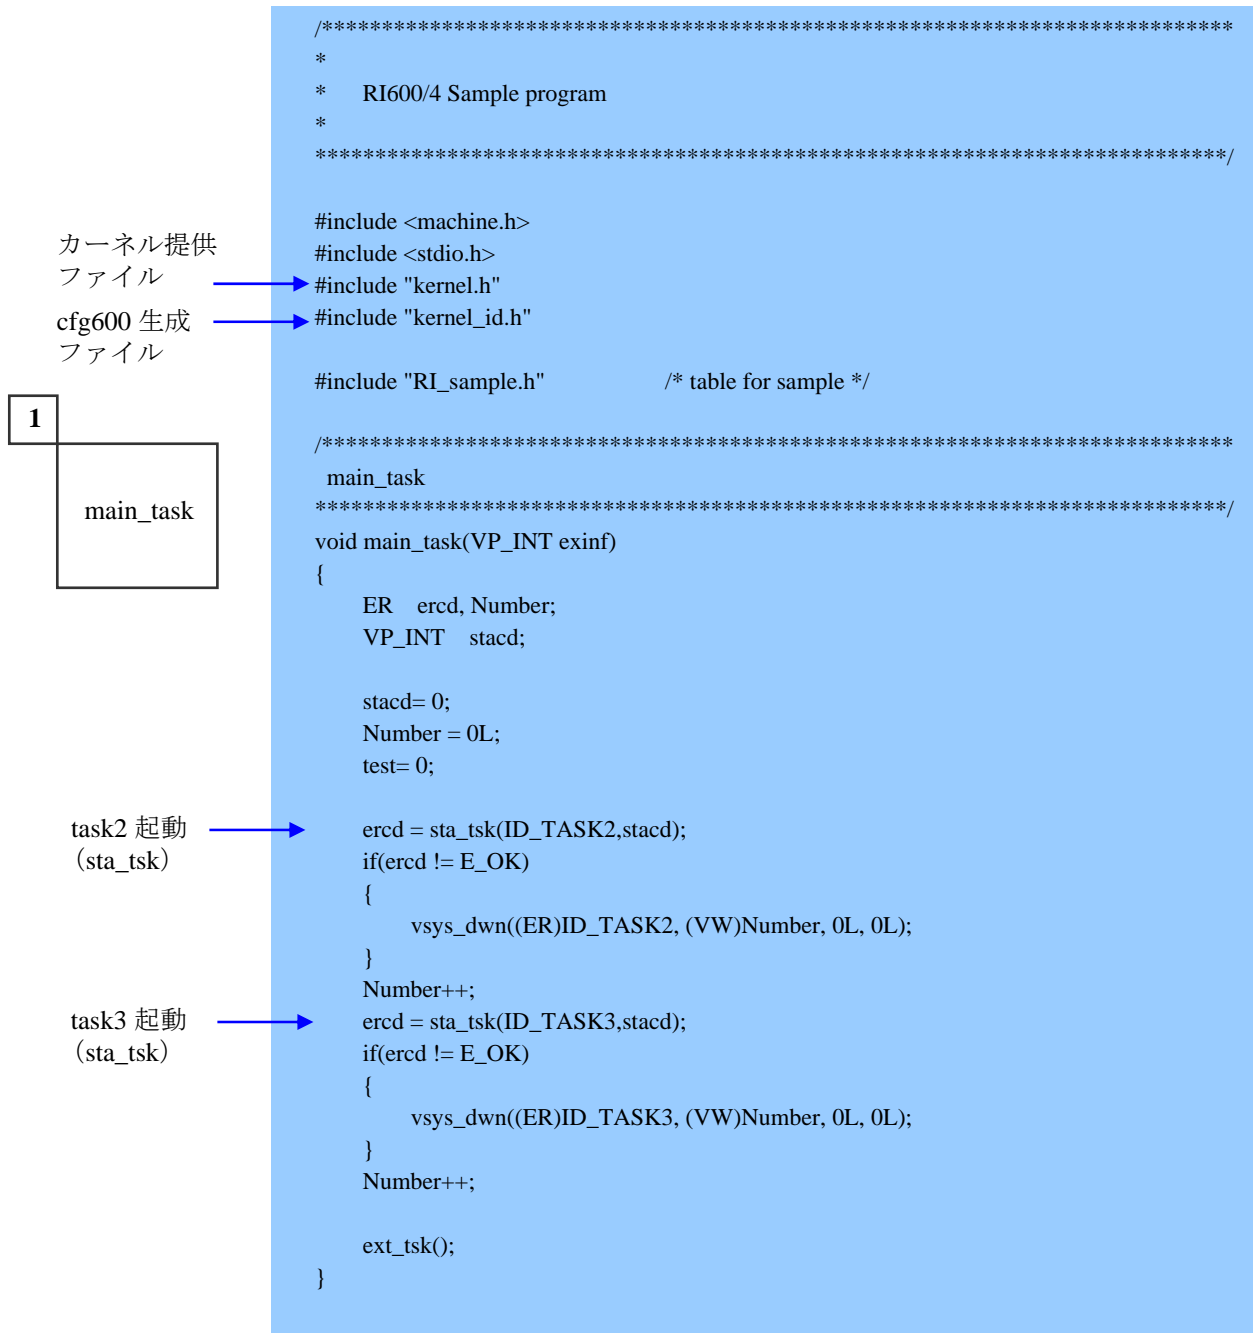 /****************************************************************************
*
*    RI600/4 Sample program
*
****************************************************************************/
#include <machine.h>
#include <stdio.h>
カーネル提供
ファイル
#include "kernel.h"
cfg600 生成
ファイル
#include "kernel_id.h"
#include "RI_sample.h"    /* table for sample */
1
main_task
/****************************************************************************
 main_task
****************************************************************************/
void main_task(VP_INT exinf)
{
    ER    ercd, Number;
    VP_INT    stacd;
    stacd= 0;
    Number = 0L;
    test= 0;
task2 起動
（sta_tsk）
    ercd = sta_tsk(ID_TASK2,stacd);
    if(ercd != E_OK)
    {
        vsys_dwn((ER)ID_TASK2, (VW)Number, 0L, 0L);
    }
    Number++;
task3 起動
（sta_tsk）
    ercd = sta_tsk(ID_TASK3,stacd);
    if(ercd != E_OK)
    {
        vsys_dwn((ER)ID_TASK3, (VW)Number, 0L, 0L);
    }
    Number++;
    ext_tsk();
}